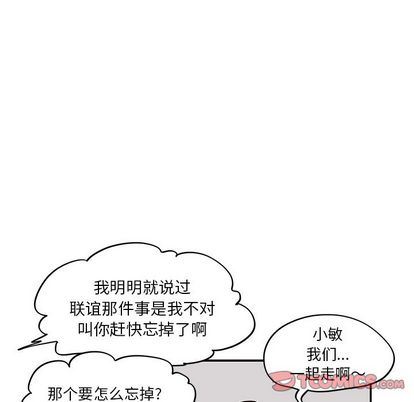 我明明就说过
联谊那件事是我不对
叫你赶快忘掉了啊
小敏
我们...
一起走啊～
那个要怎么忘掉?
TOOMICS